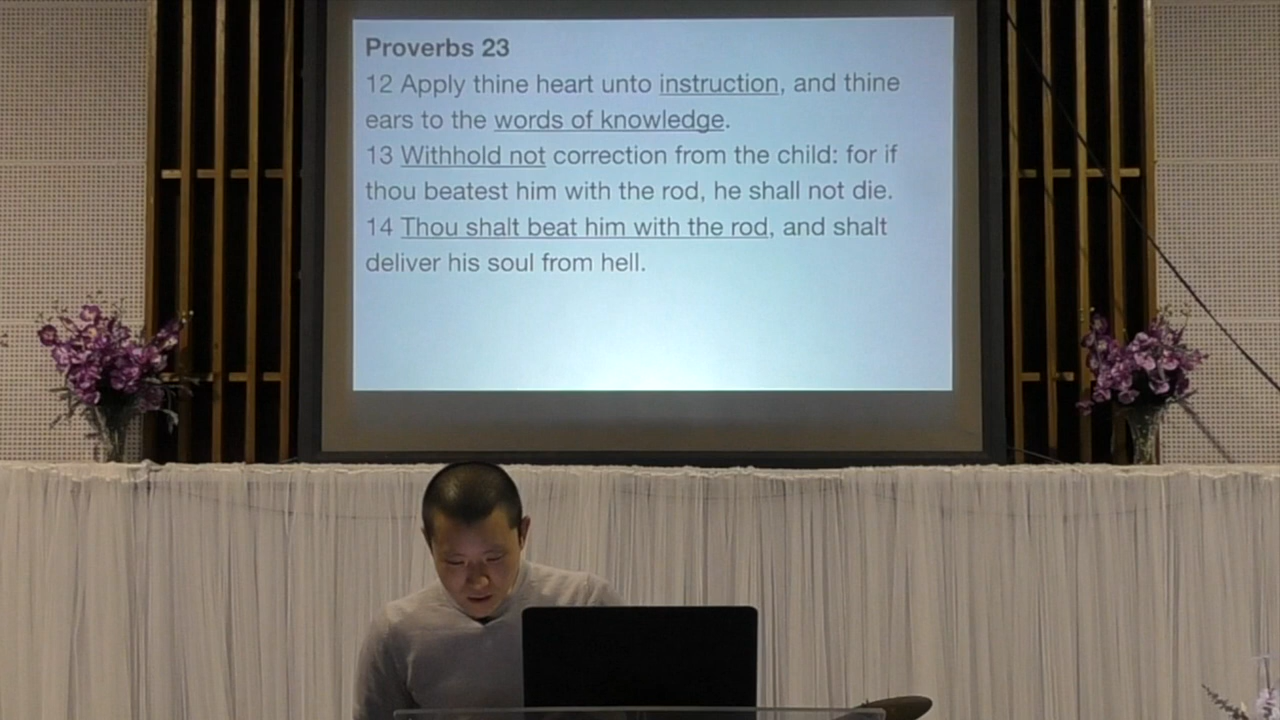 Proverbs 23
12 Apply thine heart unto instruction, and thine
ears to the words of knowledge.
13 Withhold not correction from the child: for if
thou beatest him with the rod, he shall not die.
14 Thou shalt beat him with the rod, and shalt
deliver his soul from hell.